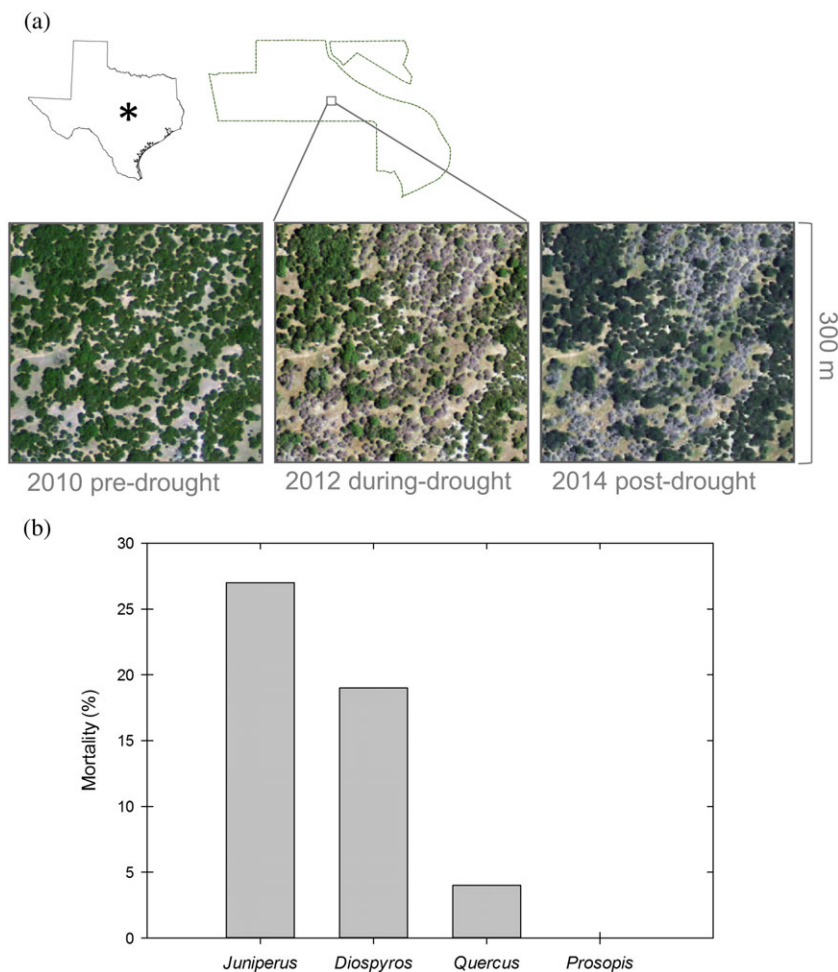 (a)
*
300 m
2010 pre-drought
2012 during-drought
2014 post-drought
(b)
30
25
20
15
10
5
0
Mortality (%)
Juniperus
Diospyros
Quercus
Prosopis